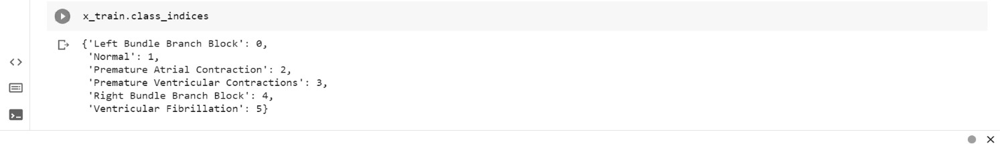 x_train.class_indices
{'Left Bundle Branch Block': 0,
'Normal': 1,
'Premature Atrial Contraction': 2,
'Premature Ventricular Contractions': 3,
'Right Bundle Branch Block': 4,
'Ventricular Fibrillation': 5}